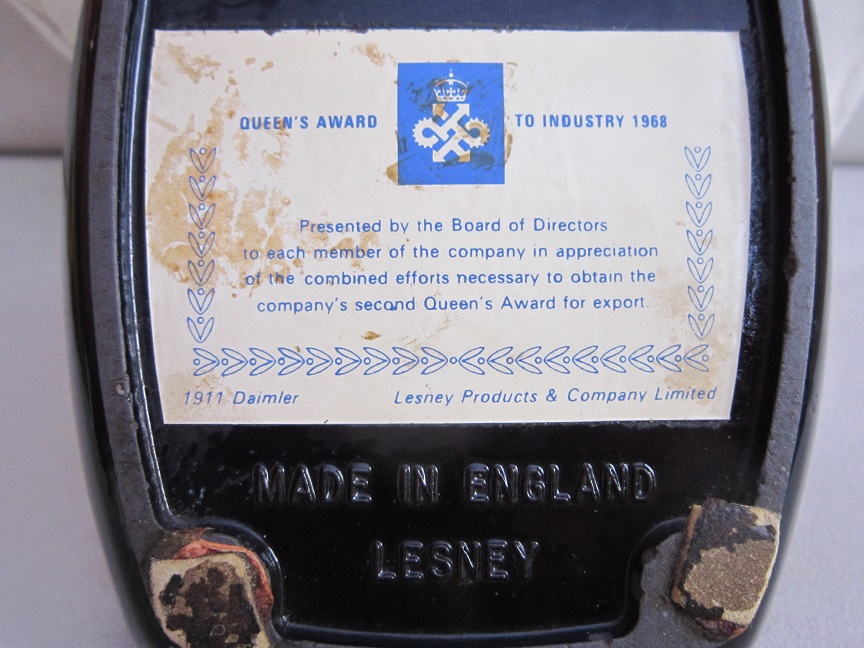 QUEEN'S AWARD TO INDUSTRY 1968
Presented by the Board of Directors
to each member of the company in appreciation
of the combined efforts necessary to obtain the
company's second Queen's Award for export.
1911 Daimler Lesney Products & Company Limited
MADE IN ENGLAND
LESNEY